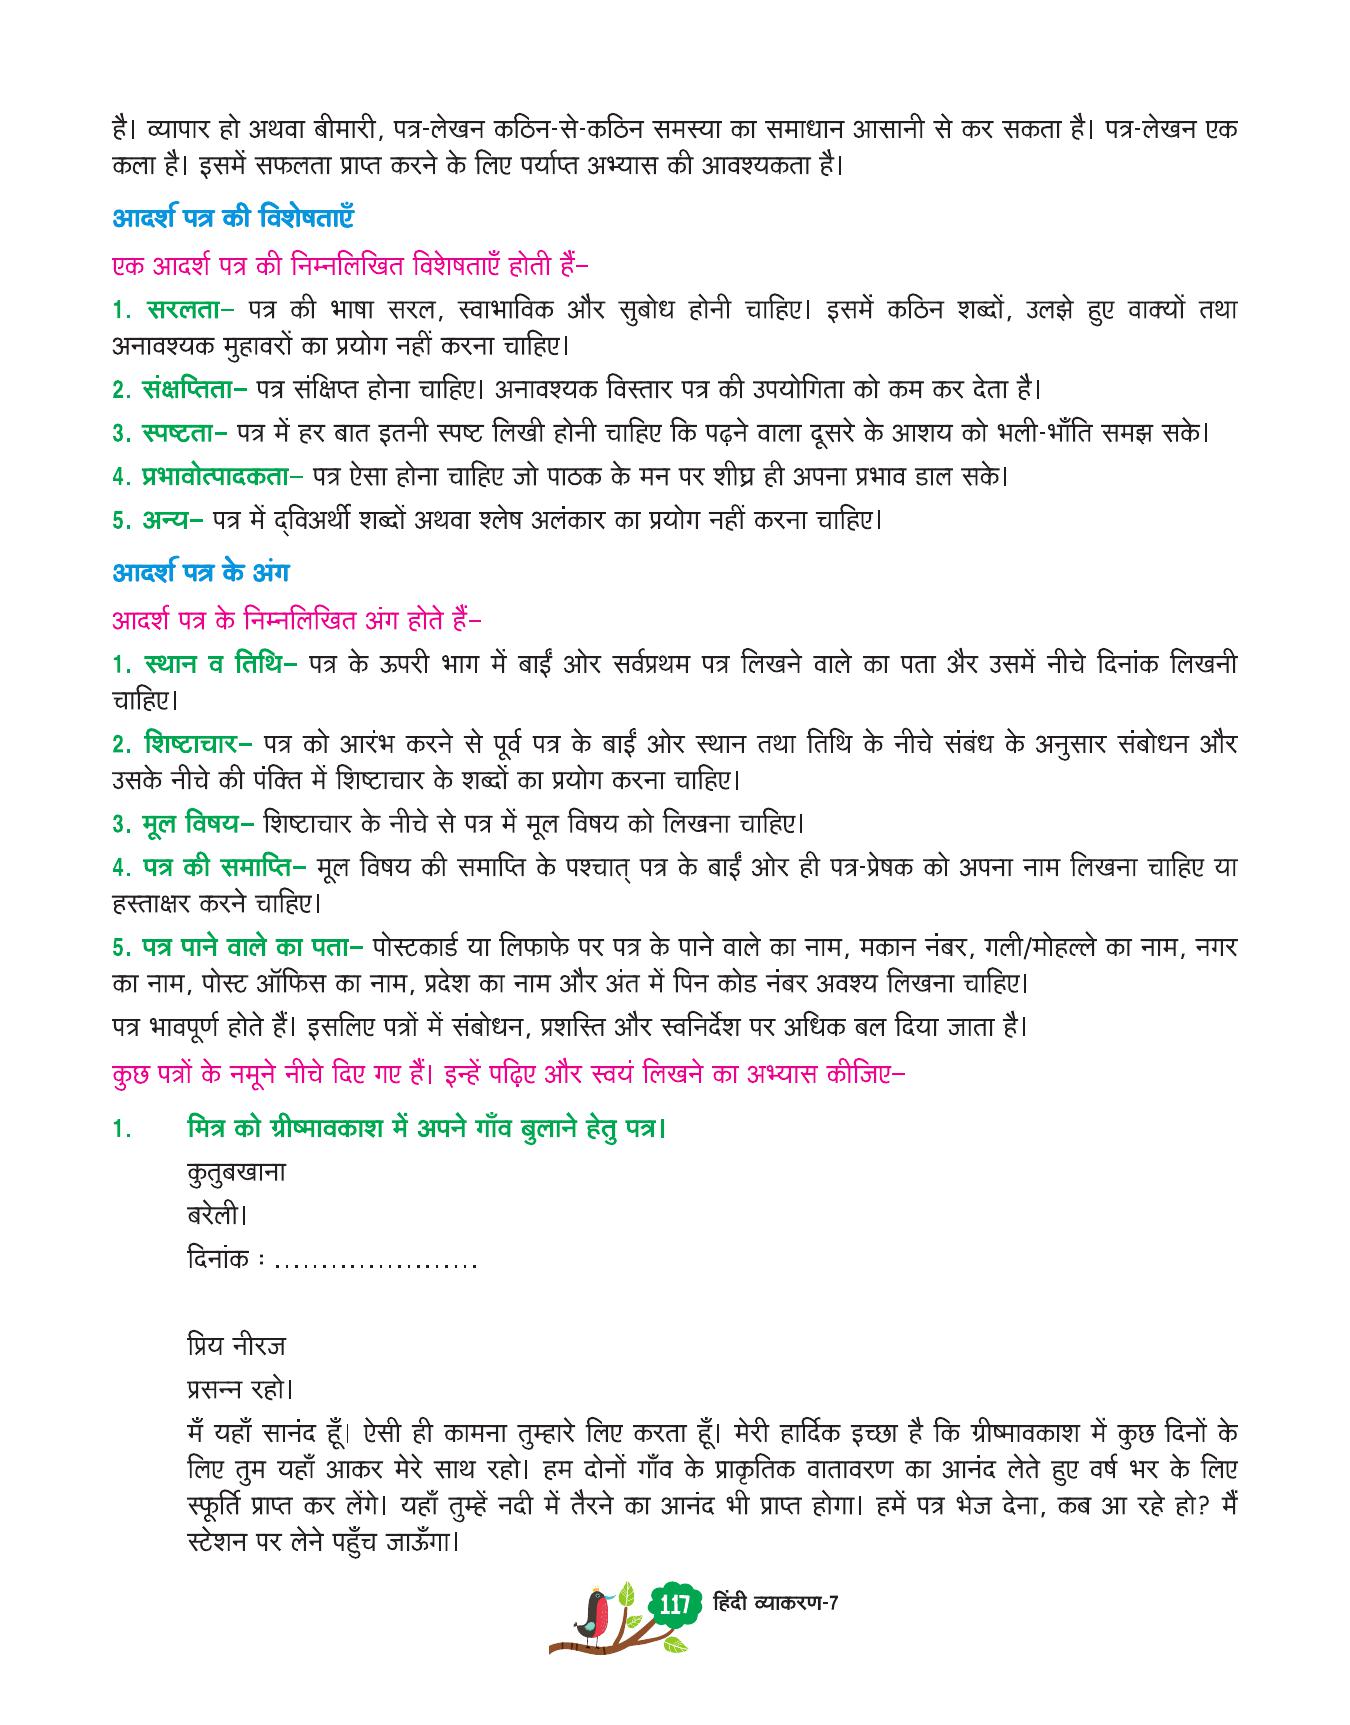 है। व्यापार हो अथवा बीमारी, पत्र-लेखन कठिन-से-कठिन समस्या का समाधान आसानी से कर सकता है। पत्र-लेखन एक
कला है। इसमें सफलता प्राप्त करने के लिए पर्याप्त अभ्यास की आवश्यकता है।
आदर्श पत्र की विशेषताएँ
एक आदर्श पत्र की निम्नलिखित विशेषताएँ होती हैं–
1. सरलता– पत्र की भाषा सरल, स्वाभाविक और सुबोध होनी चाहिए। इसमें कठिन शब्दों, उलझे हुए वाक्यों तथा
अनावश्यक मुहावरों का प्रयोग नहीं करना चाहिए।
2. संक्षप्तिता– पत्र संक्षिप्त होना चाहिए। अनावश्यक विस्तार पत्र की उपयोगिता को कम कर देता है।
3. स्पष्टता– पत्र में हर बात इतनी स्पष्ट लिखी होनी चाहिए कि पढ़ने वाला दूसरे के आशय को भली-भाँति समझ सके।
4. प्रभावोत्पादकता– पत्र ऐसा होना चाहिए जो पाठक के मन पर शीघ्र ही अपना प्रभाव डाल सके।
5. अन्य– पत्र में द्‌विअर्थी शब्दों अथवा श्लेष अलंकार का प्रयोग नहीं करना चाहिए।
आदर्श पत्र के अंग
आदर्श पत्र के निम्नलिखित अंग होते हैं–
1. स्थान व तिथि– पत्र के ऊपरी भाग में बाईं ओर सर्वप्रथम पत्र लिखने वाले का पता अैर उसमें नीचे दिनांक लिखनी
चाहिए।
2. शिष्टाचार– पत्र को आरंभ करने से पूर्व पत्र के बाईं ओर स्थान तथा तिथि के नीचे संबंध के अनुसार संबोधन और
उसके नीचे की पंक्ति में शिष्टाचार के शब्दों का प्रयोग करना चाहिए।
3. मूल विषय– शिष्टाचार के नीचे से पत्र में मूल विषय को लिखना चाहिए।
4. पत्र की समाप्ति– मूल विषय की समाप्ति के पश्चात् पत्र के बाईं ओर ही पत्र-प्रेषक को अपना नाम लिखना चाहिए या
हस्ताक्षर करने चाहिए।
5. पत्र पाने वाले का पता– पोस्टकार्ड या लिफाफे पर पत्र के पाने वाले का नाम, मकान नंबर, गली/मोहल्ले का नाम, नगर
का नाम, पोस्ट ऑफिस का नाम, प्रदेश का नाम और अंत में पिन कोड नंबर अवश्य लिखना चाहिए।
पत्र भावपूर्ण होते हैं। इसलिए पत्रों में संबोधन, प्रशस्ति और स्वनिर्देश पर अधिक बल दिया जाता है।
कुछ पत्रों के नमूने नीचे दिए गए हैं। इन्हें पढ़िए और स्वयं लिखने का अभ्यास कीजिए–
1. मित्र को ग्रीष्मावकाश में अपने गाँव बुलाने हेतु पत्र।
कुतुबखाना
बरेली।
दिनांक : ......................
प्रिय नीरज
प्रसन्न रहो।
मैँ यहाँ सानंद हूँ। ऐसी ही कामना तुम्हारे लिए करता हूँ। मेरी हार्दिक इच्छा है कि ग्रीष्मावकाश में कुछ दिनों के
लिए तुम यहाँ आकर मेरे साथ रहो। हम दोनों गाँव के प्राकृतिक वातावरण का आनंद लेते हुए वर्ष भर के लिए
स्फूर्ति प्राप्त कर लेंगे। यहाँ तुम्हें नदी में तैरने का आनंद भी प्राप्त होगा। हमें पत्र भेज देना, कब आ रहे हो? मैं
स्टेशन पर लेने पहुँच जाऊँगा।
117 हिंदी व्याकरण-7